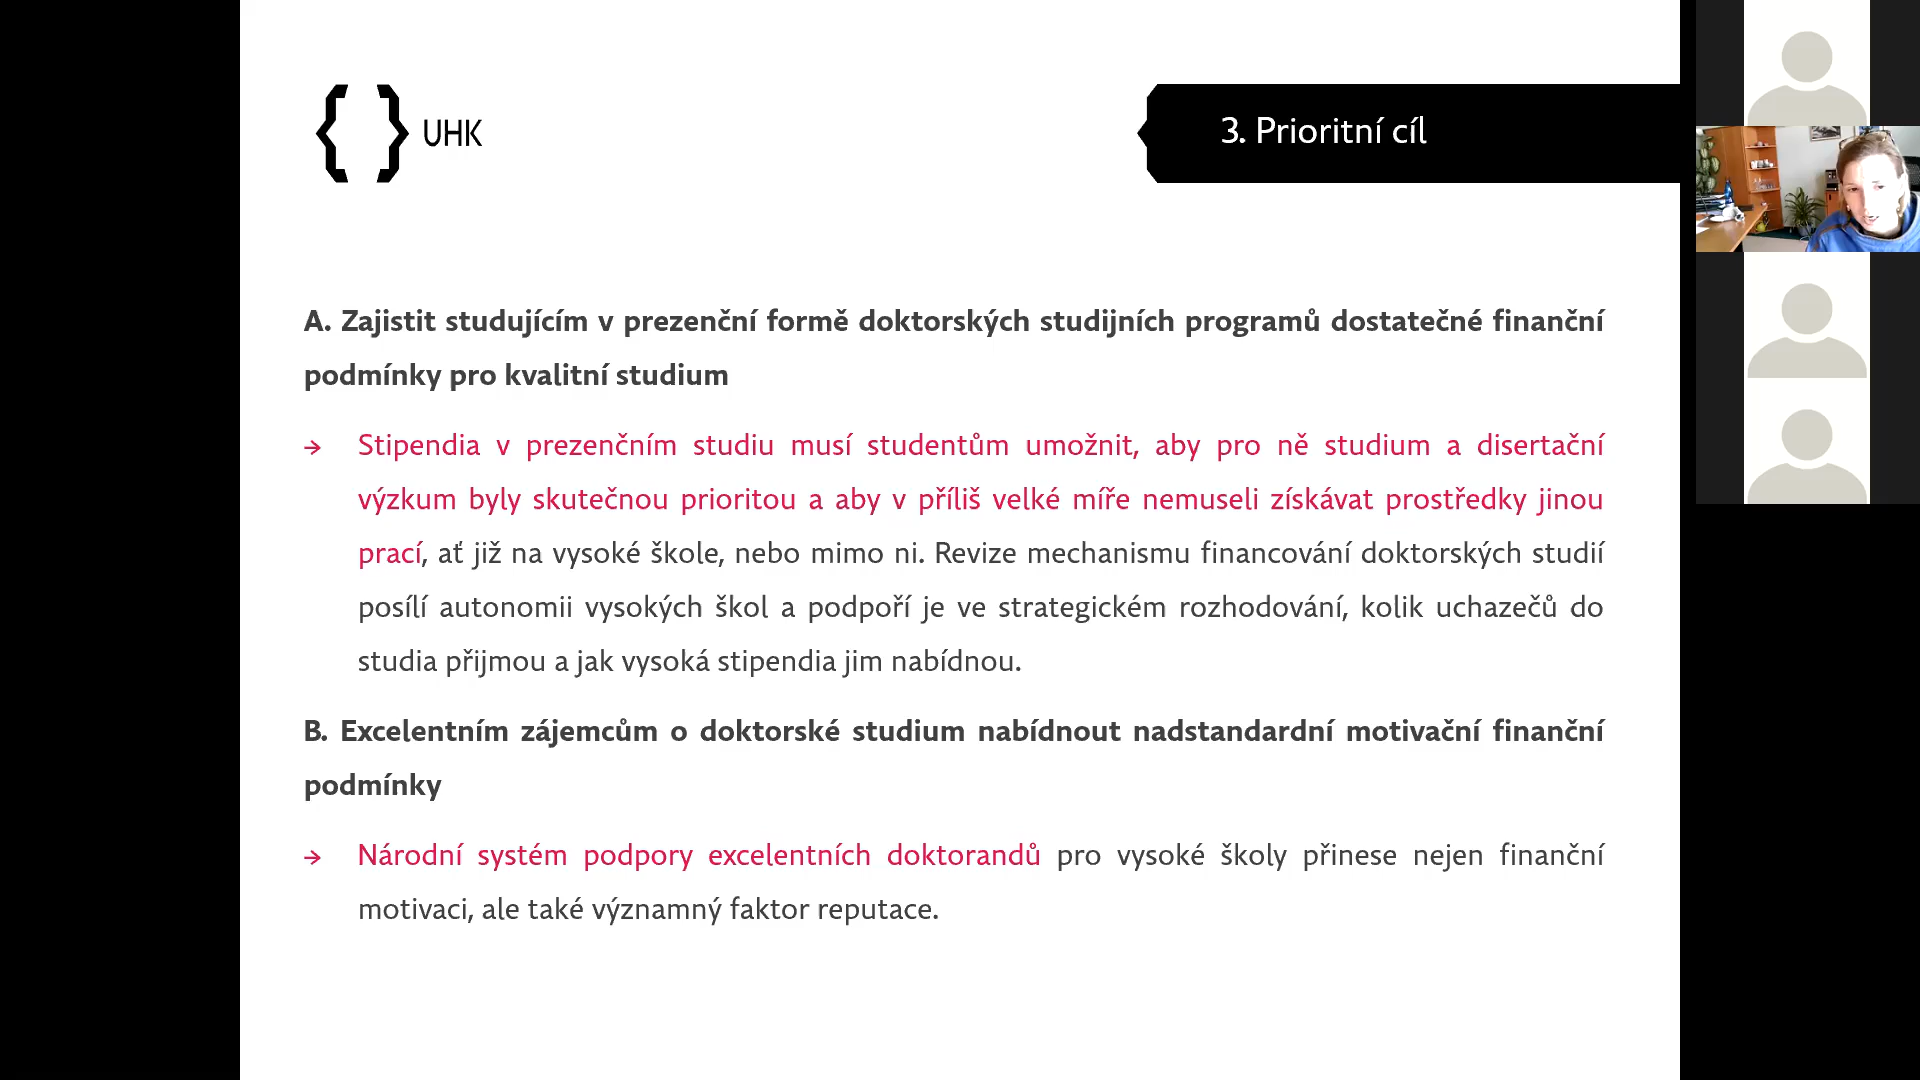 UHK
3. Prioritní cíl
A. Zajistit studujícím v prezenční formě doktorských studijních programů dostatečné finanční
podmínky pro kvalitní studium
→ Stipendia v prezenčním studiu musí studentům umožnit, aby pro ně studium a disertační
výzkum byly skutečnou prioritou a aby v příliš velké míře nemuseli získávat prostředky jinou
prací, ať již na vysoké škole, nebo mimo ni. Revize mechanismu financování doktorských studií
posílí autonomii vysokých škol a podpoří je ve strategickém rozhodování, kolik uchazečů do
studia přijmou a jak vysoká stipendia jim nabídnou.
B. Excelentním zájemcům o doktorské studium nabídnout nadstandardní motivační finanční
podmínky
→ Národní systém podpory excelentních doktorandů pro vysoké školy přinese nejen finanční
motivaci, ale také významný faktor reputace.